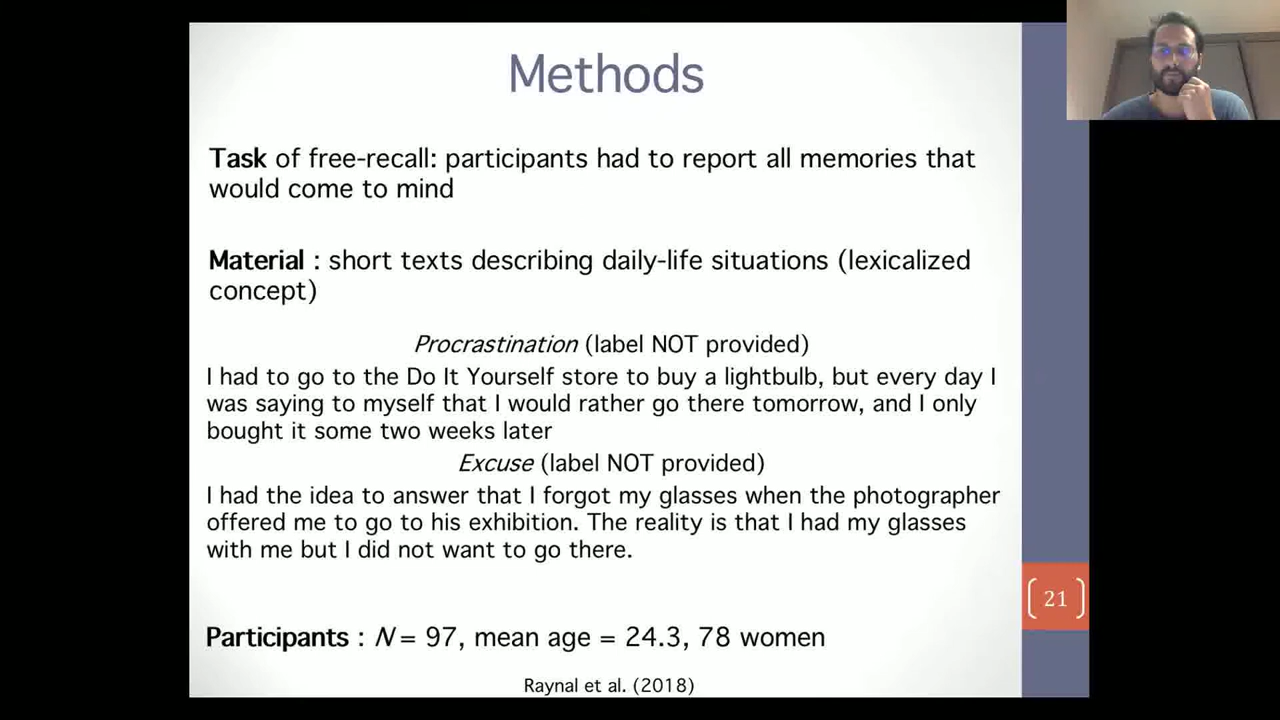 Methods
Task of free-recall: participants had to report all memories that
would come to mind
Material : short texts describing daily-life situations (lexicalized
concept)
Procrastination (label NOT provided)
I had to go to the Do It Yourself store to buy a lightbulb, but every day I
was saying to myself that I would rather go there tomorrow, and I only
bought it some two weeks later
Excuse (label NOT provided)
I had the idea to answer that I forgot my glasses when the photographer
offered me to go to his exhibition. The reality is that I had my glasses
with me but I did not want to go there.
21
Participants : N = 97, mean age = 24.3, 78 women
Raynal et al. (2018)